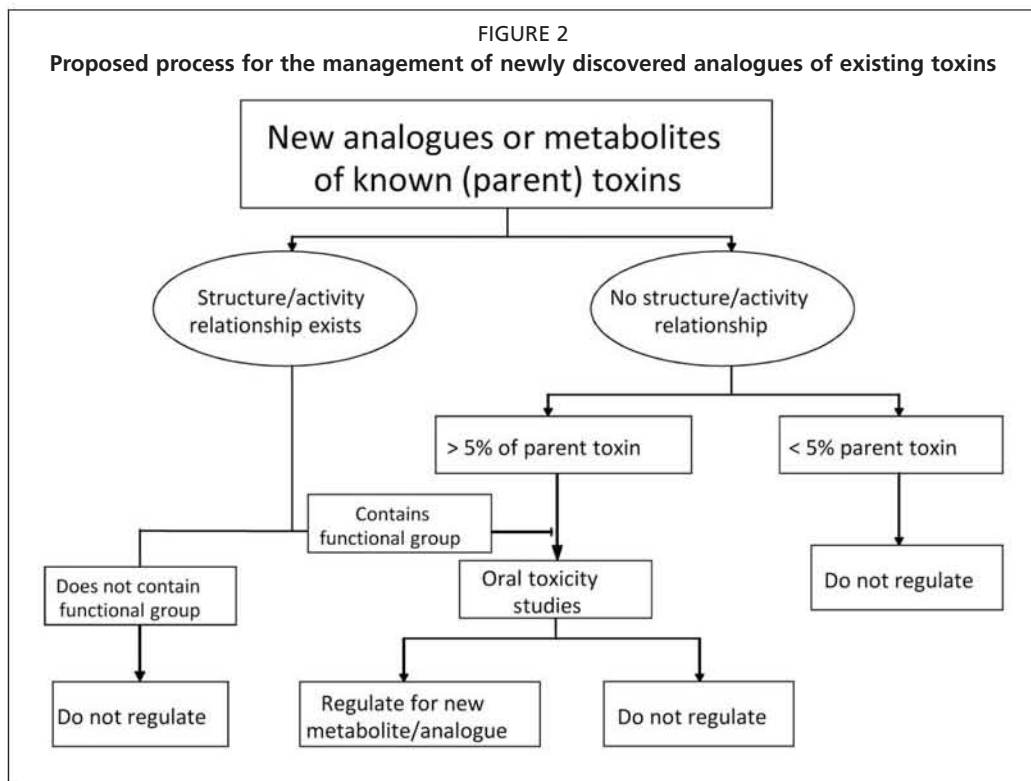 FIGURE 2
Proposed process for the management of newly discovered analogues of existing toxins
New analogues or metabolites
of known (parent) toxins
Structure/activity
relationship exists
No structure/activity
relationship
> 5% of parent toxin
< 5% parent toxin
Contains
functional group
Does not contain
functional group
Oral toxicity
studies
Do not regulate
Do not regulate
Regulate for new
metabolite/analogue
Do not regulate